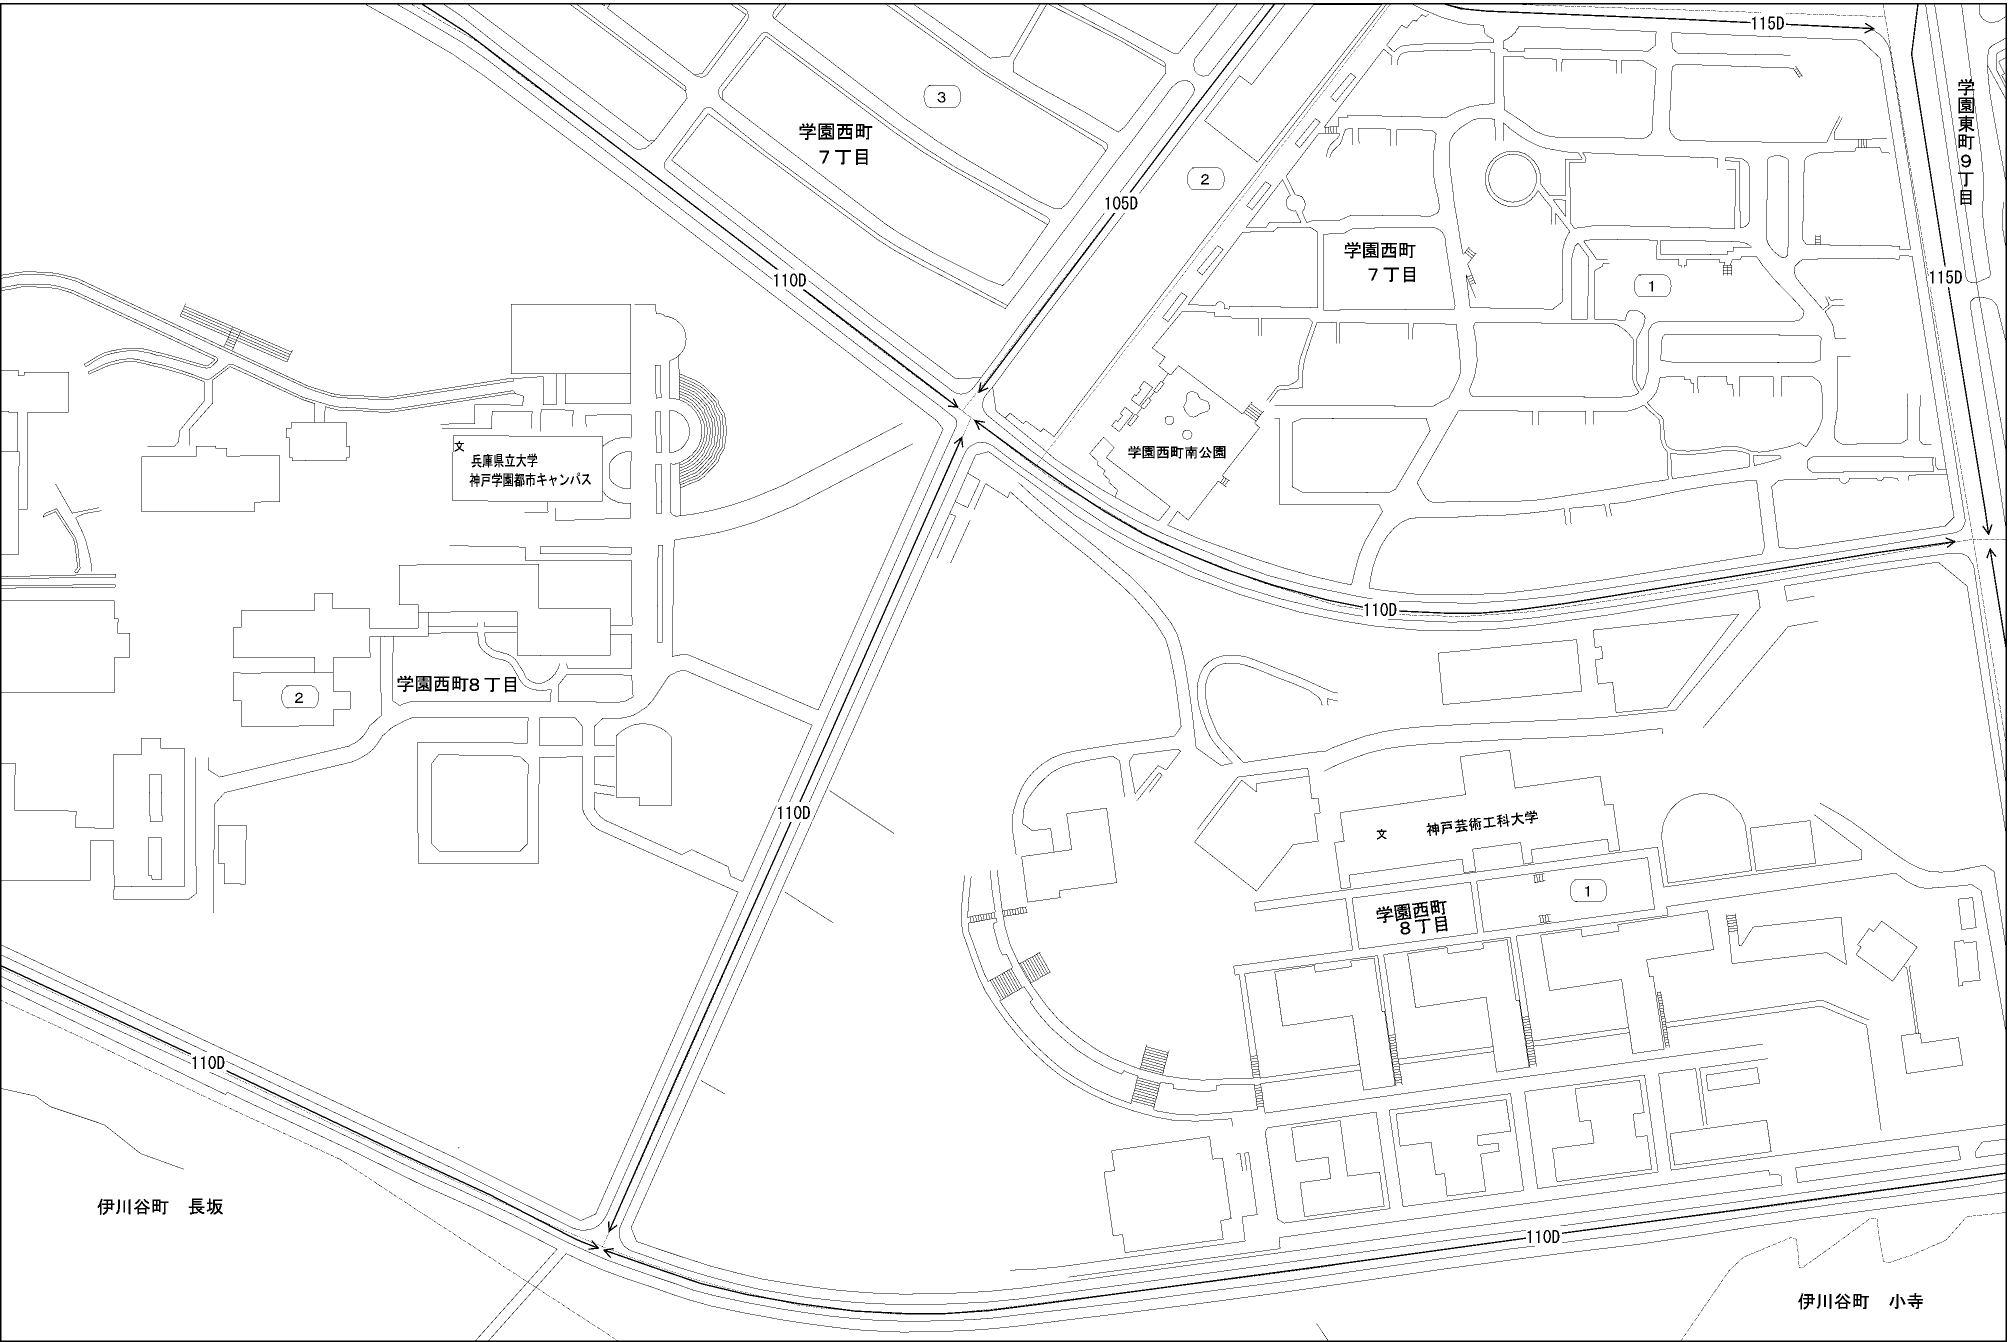 115D
3
学園西町
7丁目
学園東町9丁目
2
105D
学園西町
7丁目
110D
1
115D
学園西町南公園
文
兵庫県立大学
神戸学園都市キャンパス
110D
学園西町8丁目
2
110D
神戸芸術工科大学
文
1
学園西町
8丁目
110D
伊川谷町 長坂
110D
伊川谷町 小寺